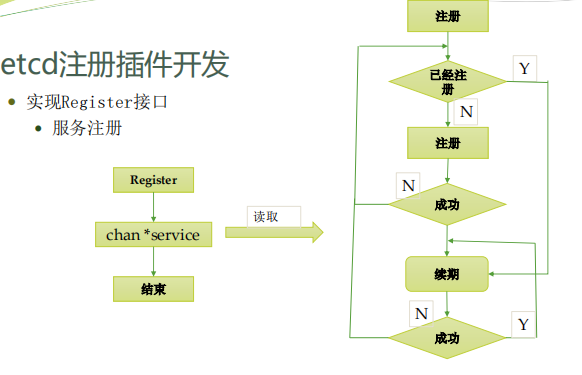 etcd注册插件开发
实现Register接口
服务注册
Register
chan *service
结束
读取
注册
已经注
册
Y
N
注册
N
成功
续期
N
成功
Y